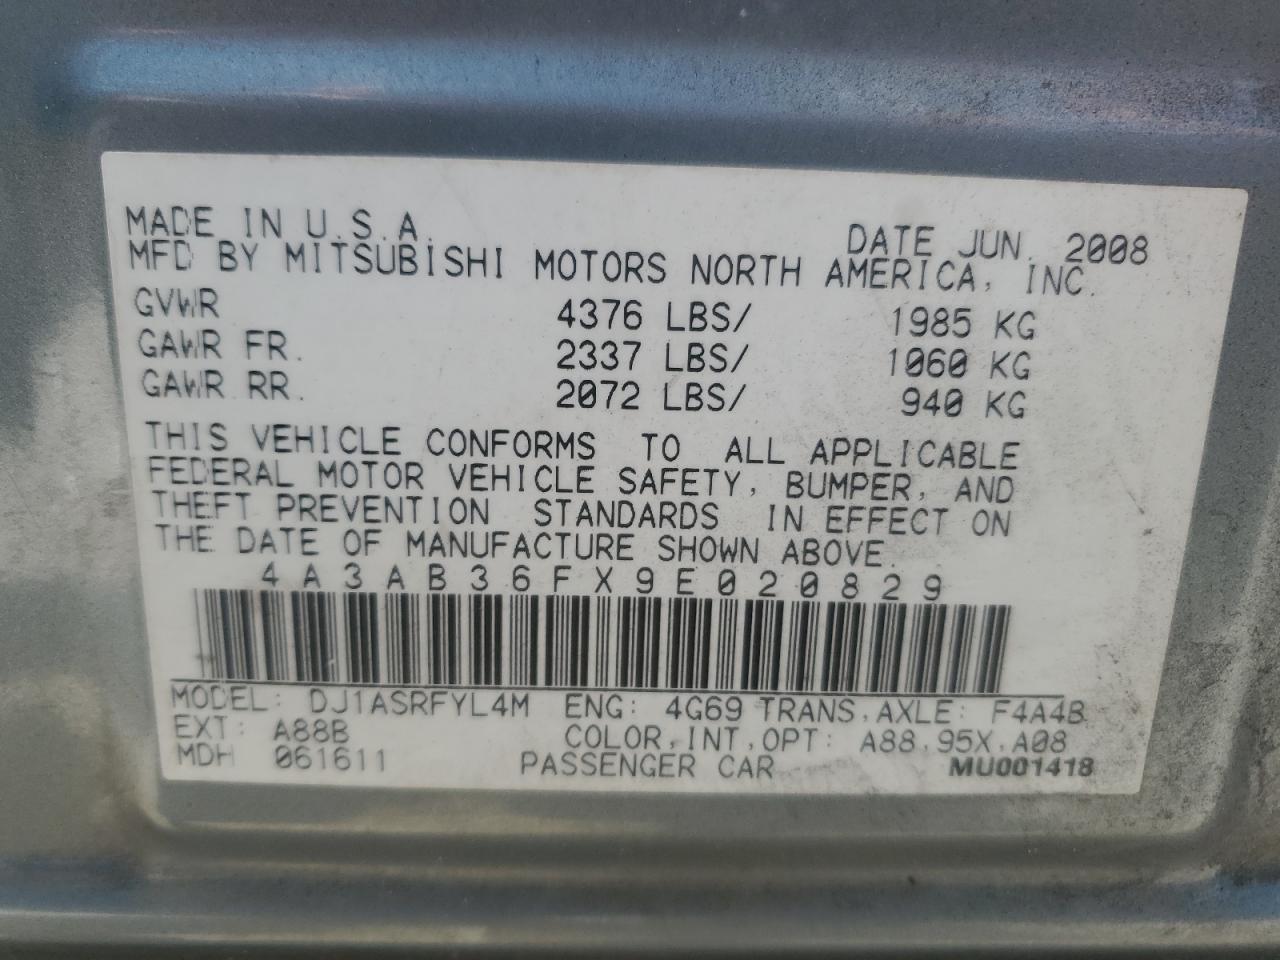 MADE IN U.S.A.
DATE JUN. 2008
MFD BY MITSUBISHI MOTORS NORTH AMERICA, INC.
GVWR 4376 LBS/ 1985 KG
GAWR FR. 2337 LBS/ 1060 KG
GAWR RR. 2072 LBS/ 940 KG
THIS VEHICLE CONFORMS TO ALL APPLICABLE
FEDERAL MOTOR VEHICLE SAFETY, BUMPER, AND
THEFT PREVENTION STANDARDS IN EFFECT ON
THE DATE OF MANUFACTURE SHOWN ABOVE.
4A3AB36FX9E020829
MODEL: DJ1ASRFYL4M ENG: 4G69 TRANS,AXLE: F4A4B
EXT: A88B COLOR,INT,OPT: A88,95X,A08
MDH 061611 PASSENGER CAR MU001418